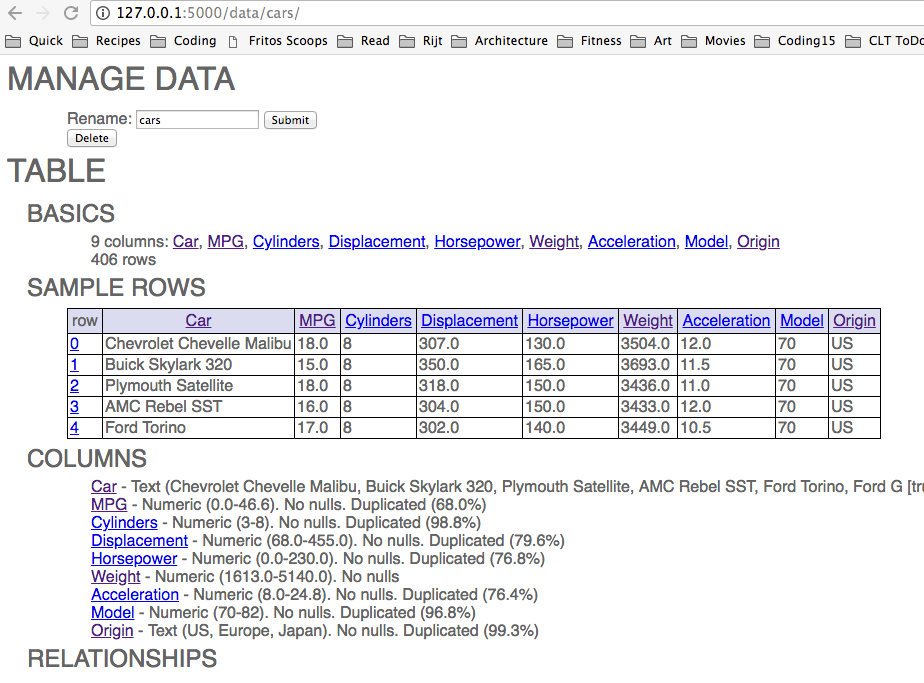 127.0.0.1:5000/data/cars/
Quick Recipes Coding Fritos Scoops Read Rijt Architecture Fitness Art Movies Coding15 CLT ToDo
MANAGE DATA
Rename: cars Submit
Delete
TABLE
BASICS
9 columns: Car, MPG, Cylinders, Displacement, Horsepower, Weight, Acceleration, Model, Origin
406 rows
SAMPLE ROWS
row Car MPG Cylinders Displacement Horsepower Weight Acceleration Model Origin
0 Chevrolet Chevelle Malibu 18.0 8 307.0 130.0 3504.0 12.0 70 US
1 Buick Skylark 320 15.0 8 350.0 165.0 3693.0 11.5 70 US
2 Plymouth Satellite 18.0 8 318.0 150.0 3436.0 11.0 70 US
3 AMC Rebel SST 16.0 8 304.0 150.0 3433.0 12.0 70 US
4 Ford Torino 17.0 8 302.0 140.0 3449.0 10.5 70 US
COLUMNS
Car - Text (Chevrolet Chevelle Malibu, Buick Skylark 320, Plymouth Satellite, AMC Rebel SST, Ford Torino, Ford G [tru
MPG - Numeric (0.0-46.6). No nulls. Duplicated (68.0%)
Cylinders - Numeric (3-8). No nulls. Duplicated (98.8%)
Displacement - Numeric (68.0-455.0). No nulls. Duplicated (79.6%)
Horsepower - Numeric (0.0-230.0). No nulls. Duplicated (76.8%)
Weight - Numeric (1613.0-5140.0). No nulls
Acceleration - Numeric (8.0-24.8). No nulls. Duplicated (76.4%)
Model - Numeric (70-82). No nulls. Duplicated (96.8%)
Origin - Text (US, Europe, Japan). No nulls. Duplicated (99.3%)
RELATIONSHIPS